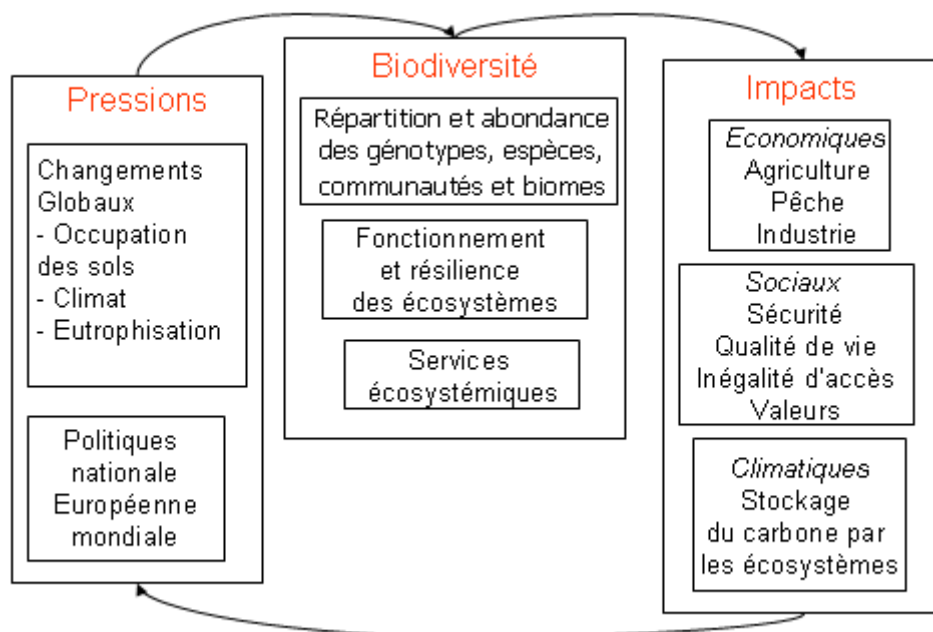 Pressions
Changements
Globaux
- Occupation
des sols
- Climat
- Eutrophisation
Politiques
nationale
Européenne
mondiale
Biodiversité
Répartition et abondance
des génotypes, espèces,
communautés et biomes
Fonctionnement
et résilience
des écosystèmes
Services
écosystémiques
Impacts
Economiques
Agriculture
Pêche
Industrie
Sociaux
Sécurité
Qualité de vie
Inégalité d'accès
Valeurs
Climatiques
Stockage
du carbone par
les écosystèmes